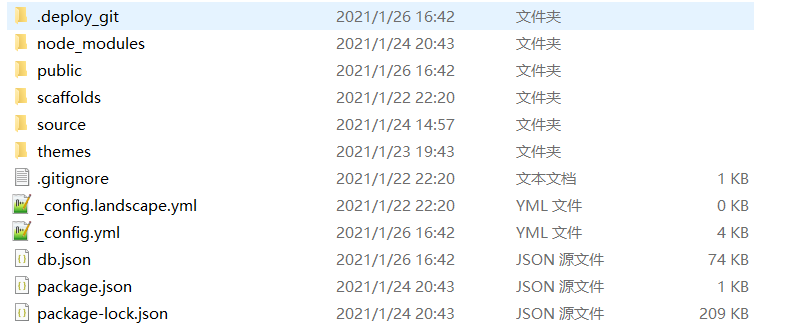 .deploy_git 2021/1/26 16:42 文件夹
node_modules 2021/1/24 20:43 文件夹
public 2021/1/26 16:42 文件夹
scaffolds 2021/1/22 22:20 文件夹
source 2021/1/24 14:57 文件夹
themes 2021/1/23 19:43 文件夹
.gitignore 2021/1/22 22:20 文本文档 1 KB
_config.landscape.yml 2021/1/22 22:20 YML 文件 0 KB
_config.yml 2021/1/26 16:42 YML 文件 4 KB
db.json 2021/1/26 16:42 JSON 源文件 74 KB
package.json 2021/1/24 20:43 JSON 源文件 1 KB
package-lock.json 2021/1/24 20:43 JSON 源文件 209 KB